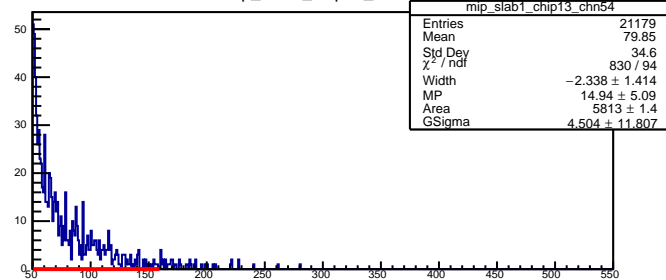 mip_slab1_chip13_chn54
Entries 21179
Mean 79.85
Std Dev 34.6
χ² / ndf 830 / 94
Width −2.338 ± 1.414
MP 14.94 ± 5.09
Area 5813 ± 1.4
GSigma 4.504 ± 11.807
50
40
30
20
10
0
50 100 150 200 250 300 350 400 450 500 550